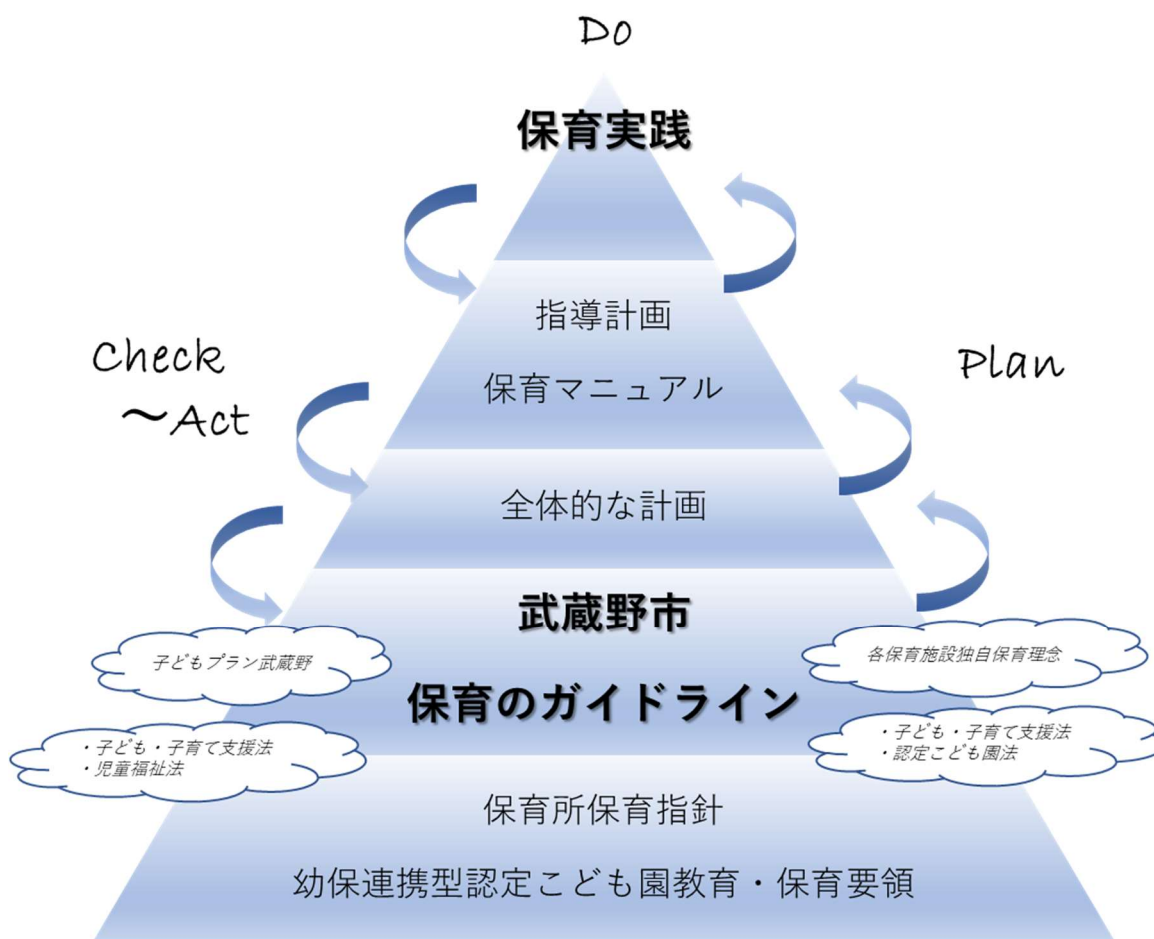 Do
保育実践
指導計画
保育マニュアル
Check
～Act
Plan
全体的な計画
武蔵野市
保育のガイドライン
子どもプラン武蔵野
各保育施設独自保育理念
・子ども・子育て支援法
・児童福祉法
・子ども・子育て支援法
・認定こども園法
保育所保育指針
幼保連携型認定こども園教育・保育要領